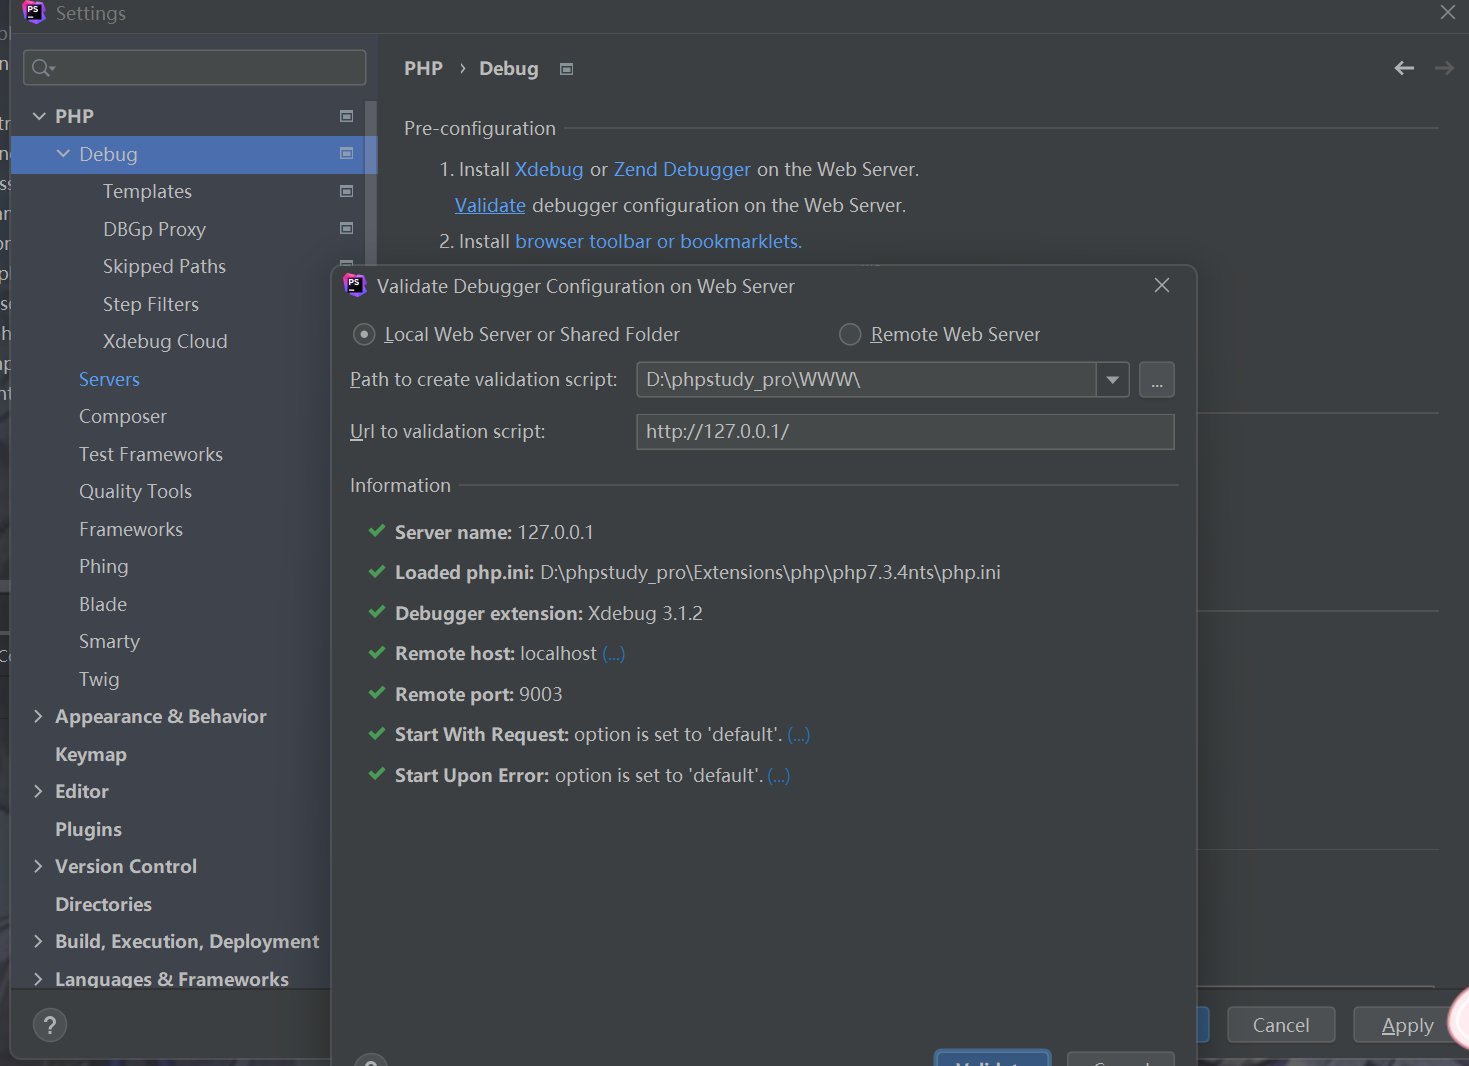 PS
Settings
PHP
Debug
Templates
DBGp Proxy
Skipped Paths
Step Filters
Xdebug Cloud
Servers
Composer
Test Frameworks
Quality Tools
Frameworks
Phing
Blade
Smarty
Twig
Appearance & Behavior
Keymap
Editor
Plugins
Version Control
Directories
Build, Execution, Deployment
Languages & Frameworks
?
PHP › Debug
Pre-configuration
1. Install Xdebug or Zend Debugger on the Web Server.
Validate debugger configuration on the Web Server.
2. Install browser toolbar or bookmarklets.
PS
Validate Debugger Configuration on Web Server
Local Web Server or Shared Folder
Remote Web Server
Path to create validation script: D:\phpstudy_pro\WWW\ ...
Url to validation script: http://127.0.0.1/
Information
Server name: 127.0.0.1
Loaded php.ini: D:\phpstudy_pro\Extensions\php\php7.3.4nts\php.ini
Debugger extension: Xdebug 3.1.2
Remote host: localhost (...)
Remote port: 9003
Start With Request: option is set to 'default'. (...)
Start Upon Error: option is set to 'default'. (...)
Cancel
Apply